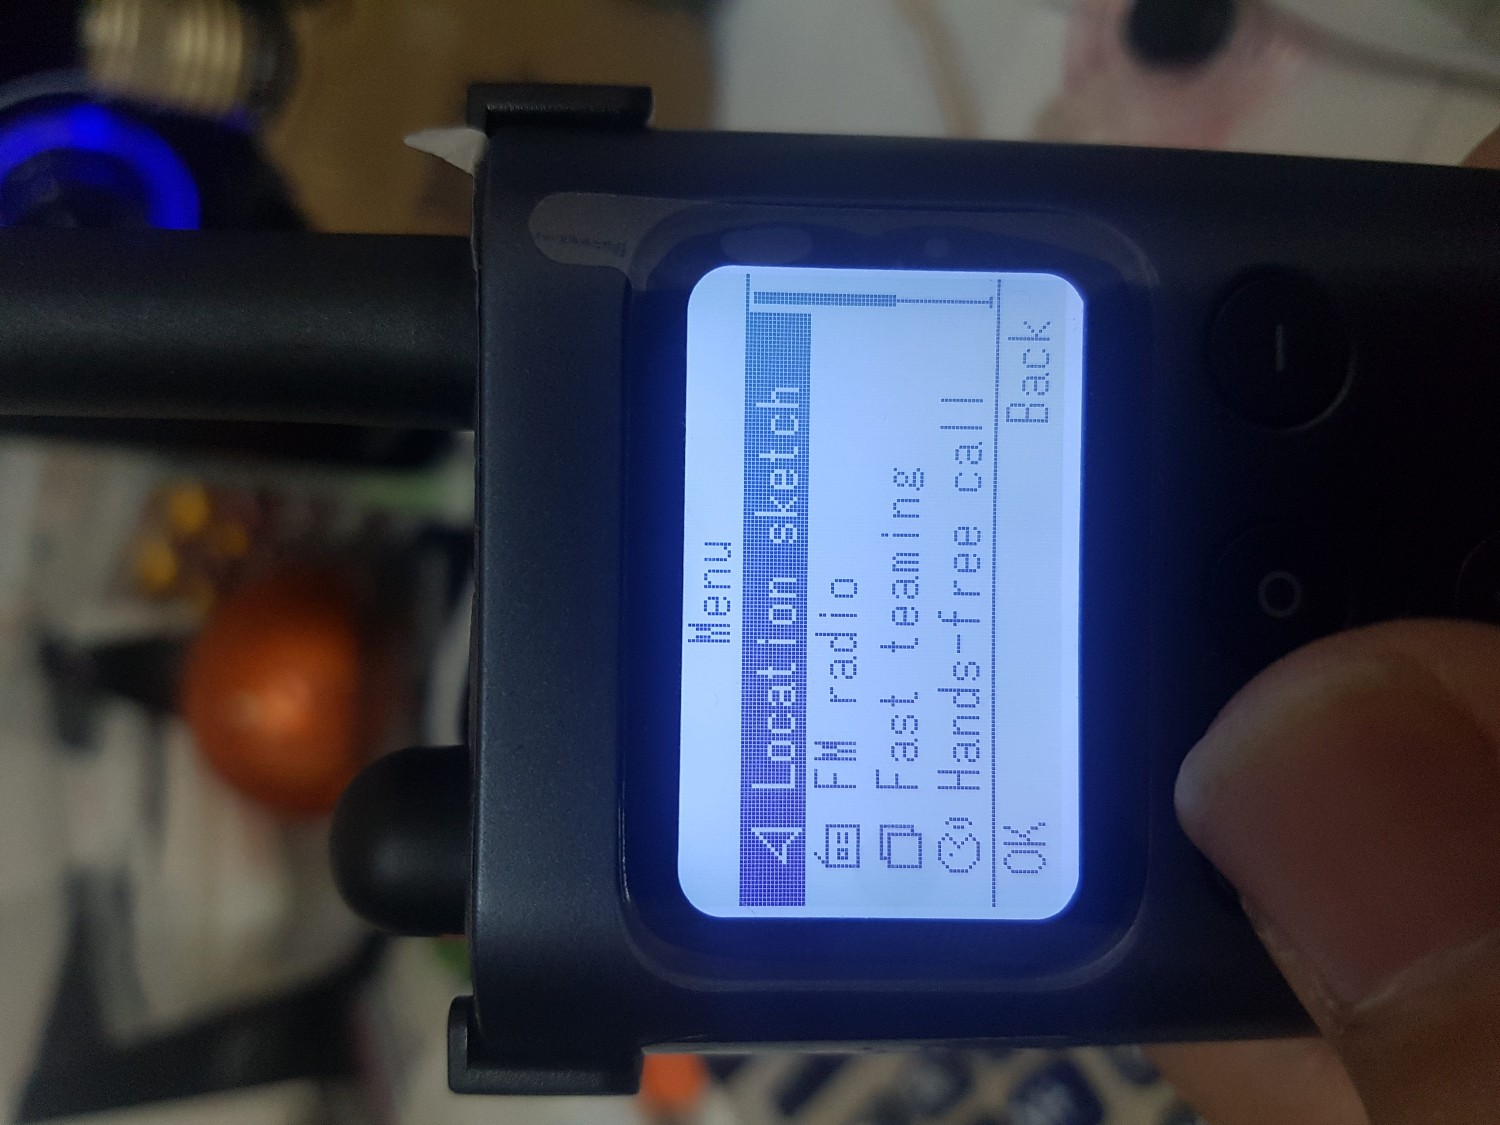 Menu
Location sketch
FM radio
Fast teaming
Hands-free call
OK
Back